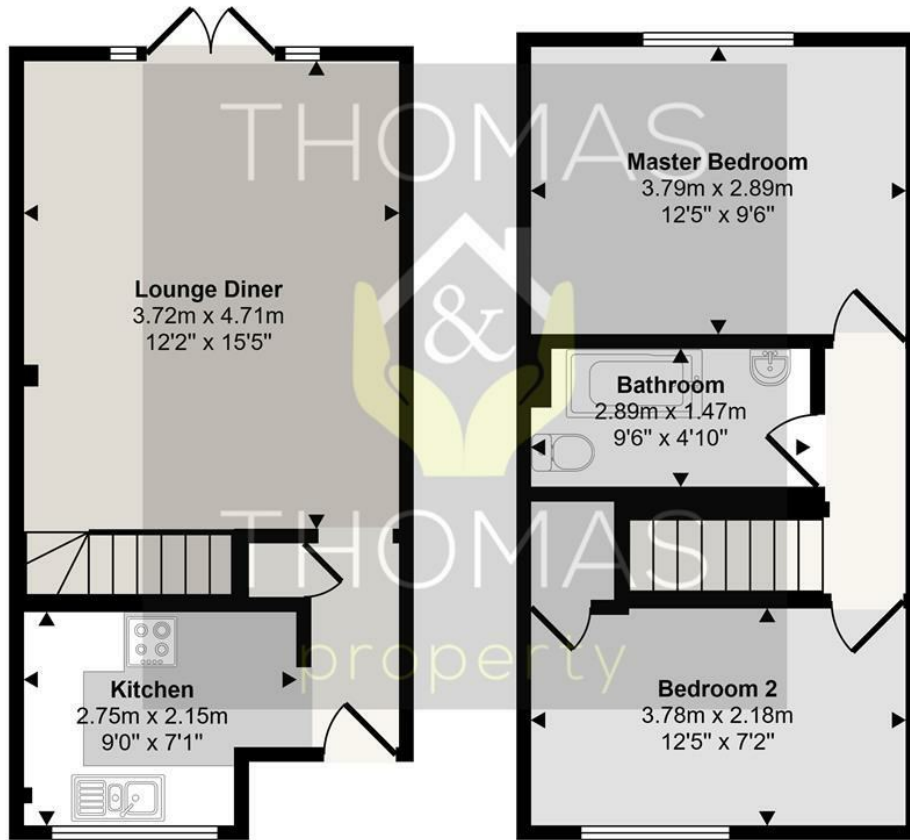 THOMAS
&
THOMAS
property
Lounge Diner
3.72m x 4.71m
12'2" x 15'5"
Kitchen
2.75m x 2.15m
9'0" x 7'1"
Master Bedroom
3.79m x 2.89m
12'5" x 9'6"
Bathroom
2.89m x 1.47m
9'6" x 4'10"
Bedroom 2
3.78m x 2.18m
12'5" x 7'2"